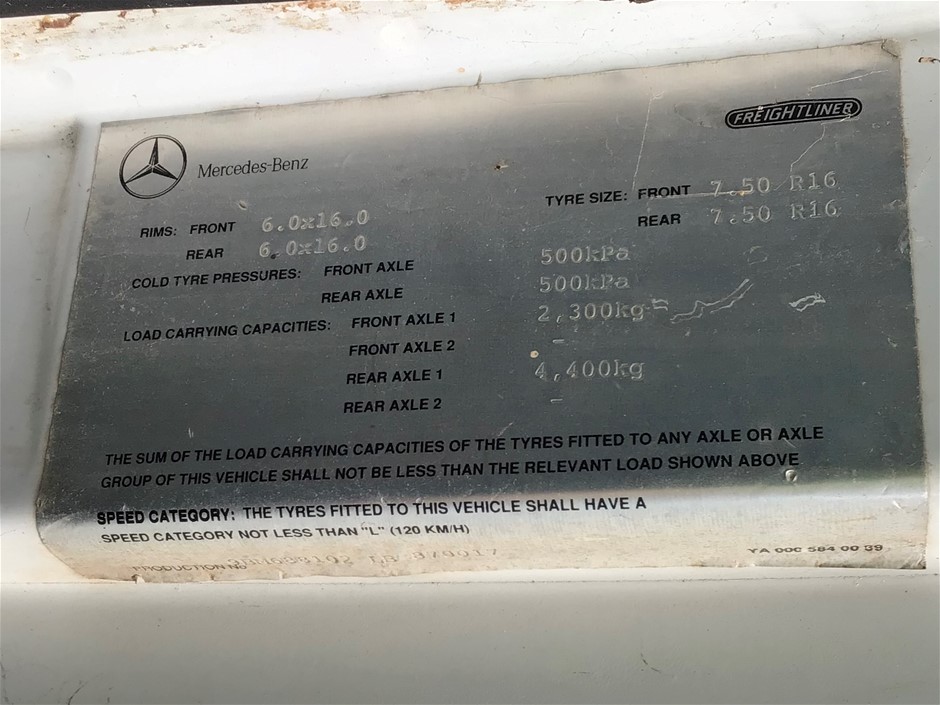 FREIGHTLINER
Mercedes-Benz
TYRE SIZE: FRONT 7.50 R16
REAR 7.50 R16
RIMS: FRONT 6.0x16.0
REAR 6.0x16.0
COLD TYRE PRESSURES: FRONT AXLE 500kPa
REAR AXLE 500kPa
LOAD CARRYING CAPACITIES: FRONT AXLE 1 2,300kg
FRONT AXLE 2 -
REAR AXLE 1 4,400kg
REAR AXLE 2 -
THE SUM OF THE LOAD CARRYING CAPACITIES OF THE TYRES FITTED TO ANY AXLE OR AXLE
GROUP OF THIS VEHICLE SHALL NOT BE LESS THAN THE RELEVANT LOAD SHOWN ABOVE
SPEED CATEGORY: THE TYRES FITTED TO THIS VEHICLE SHALL HAVE A
SPEED CATEGORY NOT LESS THAN "L" (120 KM/H)
PRODUCTION No
YA 000 584 00 39